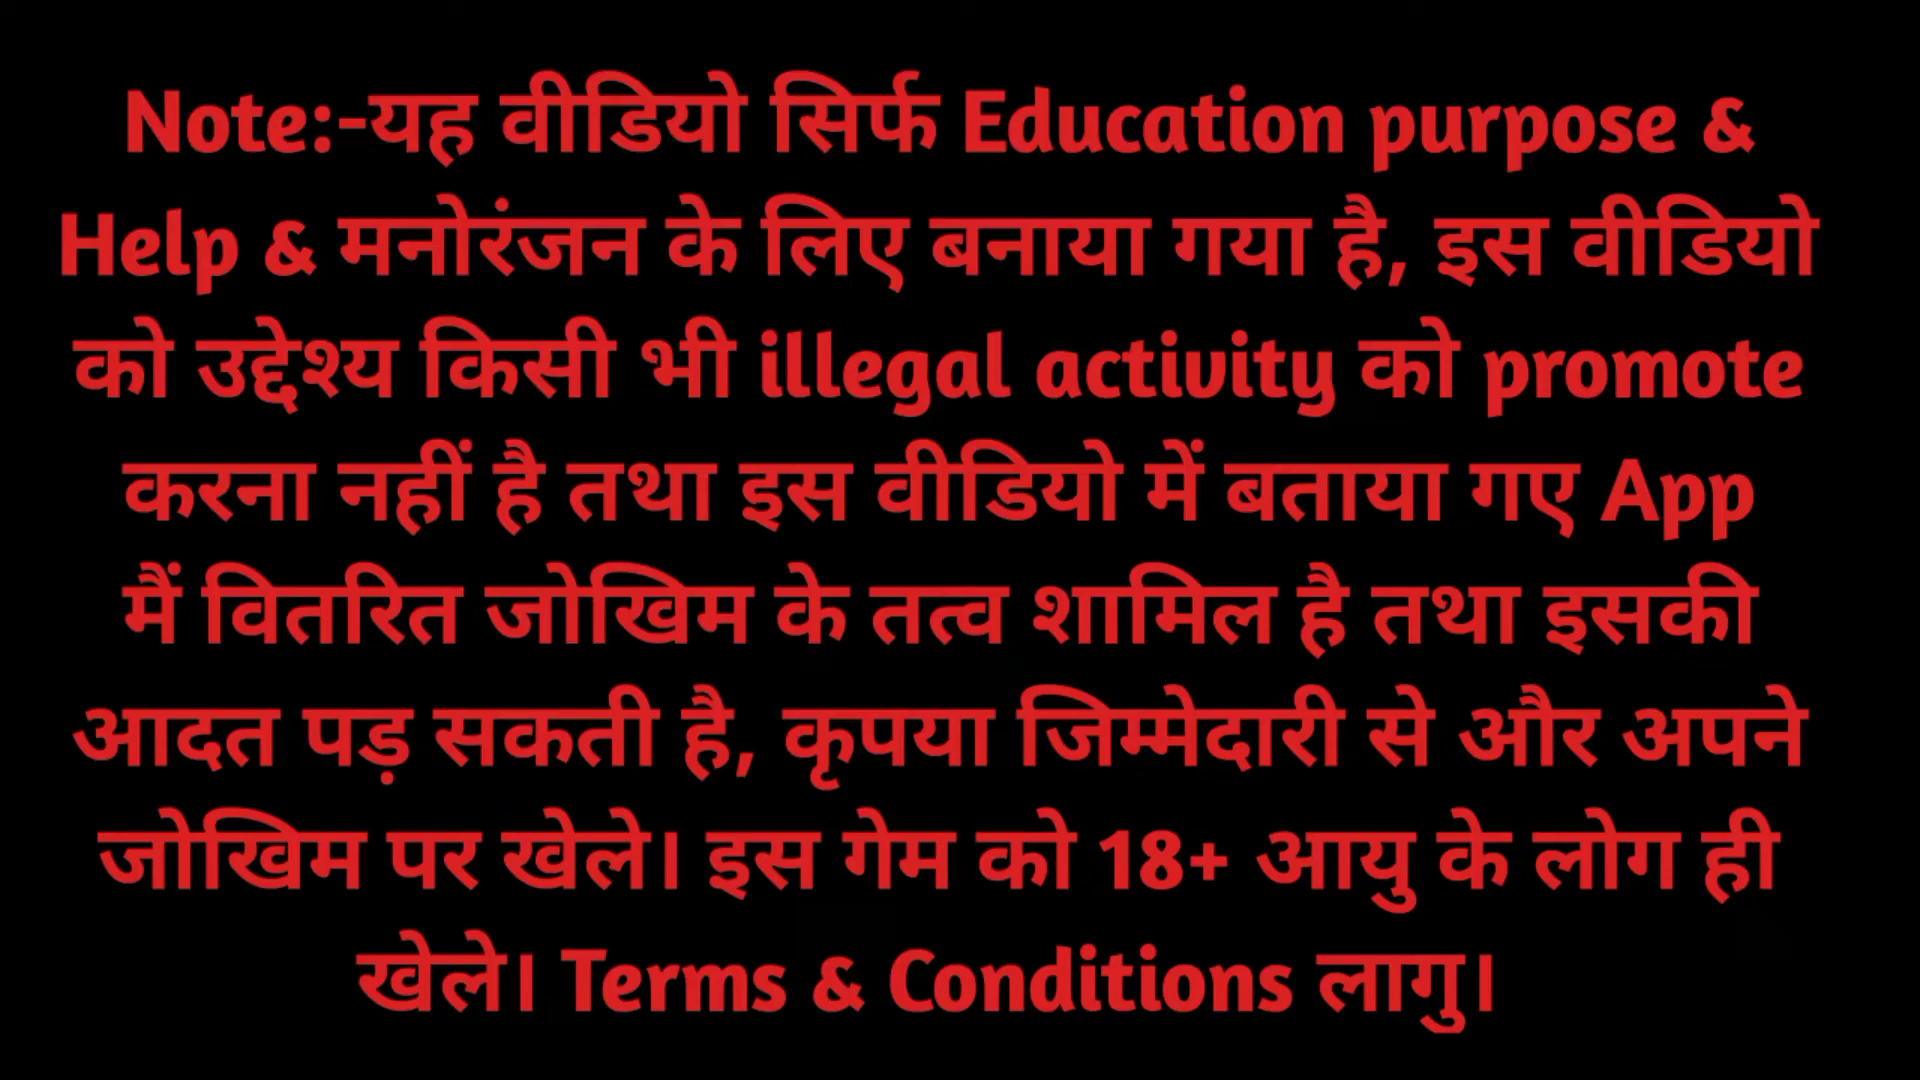 Note:-यह वीडियो सिर्फ Education purpose &
Help & मनोरंजन के लिए बनाया गया है, इस वीडियो
को उद्देश्य किसी भी illegal activity को promote
करना नहीं है तथा इस वीडियो में बताया गए App
मैं वितरित जोखिम के तत्व शामिल है तथा इसकी
आदत पड़ सकती है, कृपया जिम्मेदारी से और अपने
जोखिम पर खेले। इस गेम को 18+ आयु के लोग ही
खेले। Terms & Conditions लागु।